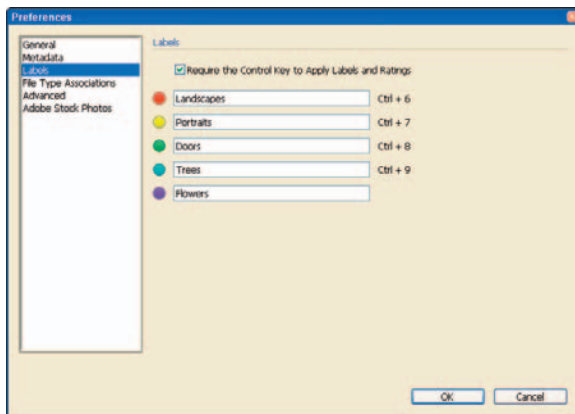 Preferences
General
Metadata
Labels
File Type Associations
Advanced
Adobe Stock Photos
Labels
Require the Control Key to Apply Labels and Ratings
Landscapes Ctrl + 6
Portraits Ctrl + 7
Doors Ctrl + 8
Trees Ctrl + 9
Flowers
OK Cancel